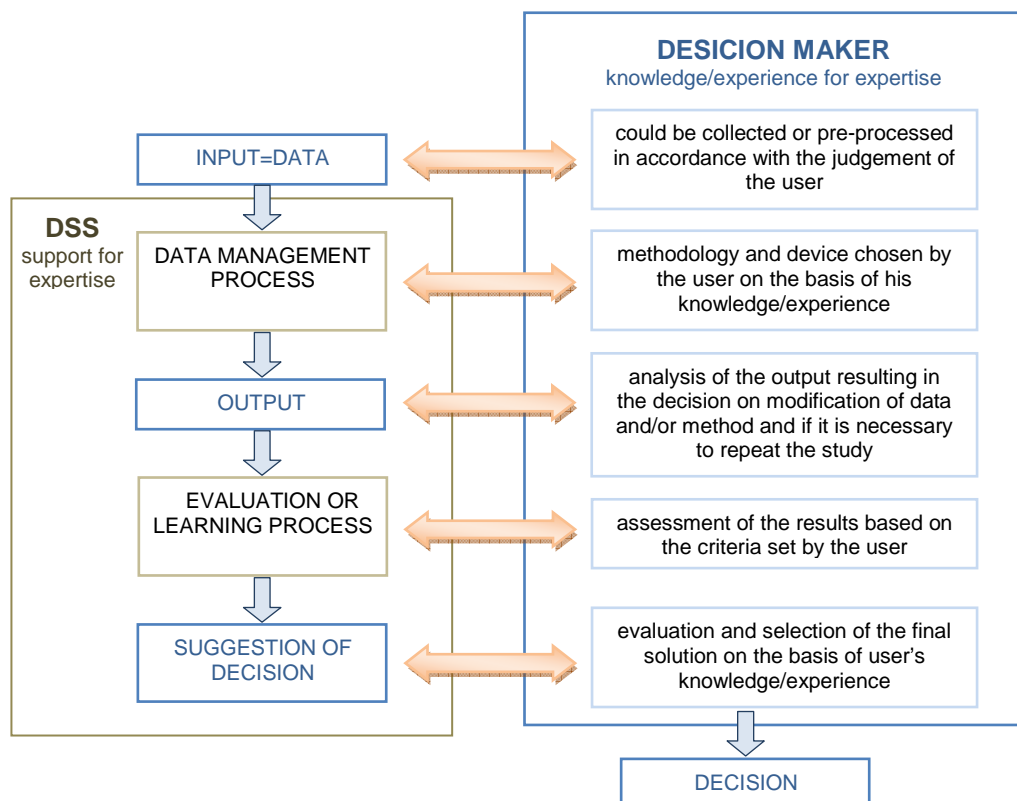 DESICION MAKER
knowledge/experience for expertise
INPUT=DATA
could be collected or pre-processed
in accordance with the judgement of
the user
DSS
support for
expertise
DATA MANAGEMENT
PROCESS
methodology and device chosen by
the user on the basis of his
knowledge/experience
OUTPUT
analysis of the output resulting in
the decision on modification of data
and/or method and if it is necessary
to repeat the study
EVALUATION OR
LEARNING PROCESS
assessment of the results based on
the criteria set by the user
SUGGESTION OF
DECISION
evaluation and selection of the final
solution on the basis of user's
knowledge/experience
DECISION